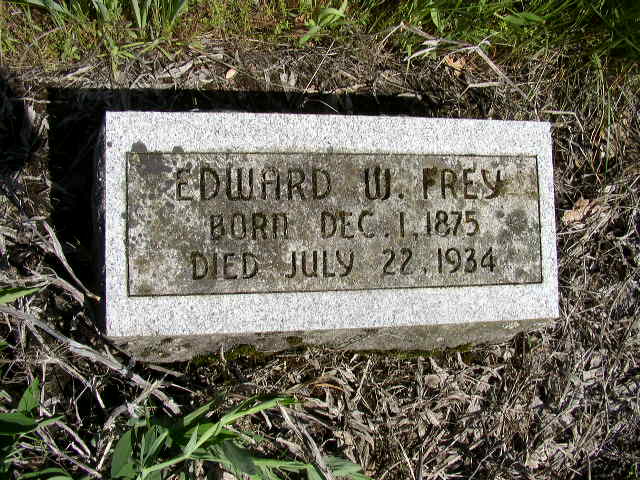 EDWARD W. FREY
BORN DEC. 1, 1875
DIED JULY 22, 1934